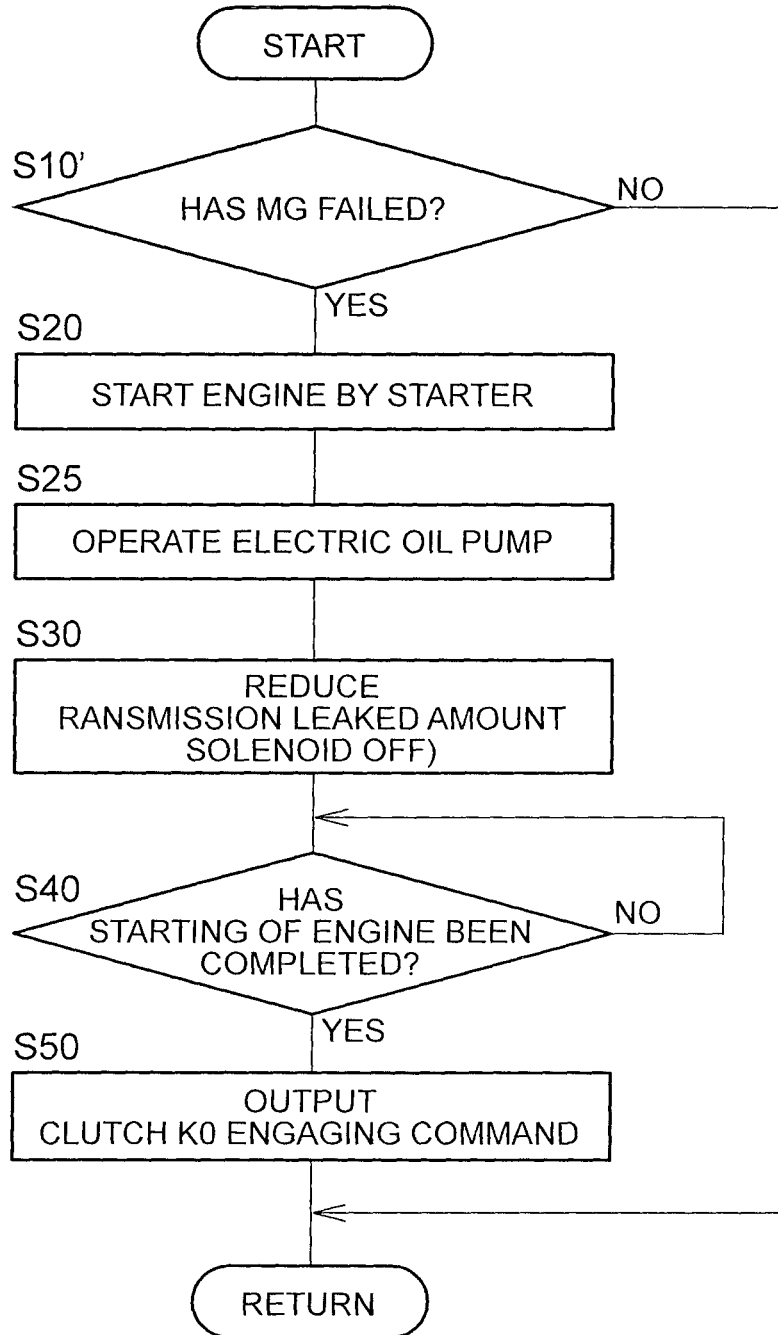 START
S10'
HAS MG FAILED?
NO
YES
S20
START ENGINE BY STARTER
S25
OPERATE ELECTRIC OIL PUMP
S30
REDUCE
RANSMISSION LEAKED AMOUNT
SOLENOID OFF)
S40
HAS
STARTING OF ENGINE BEEN
COMPLETED?
NO
YES
S50
OUTPUT
CLUTCH K0 ENGAGING COMMAND
RETURN